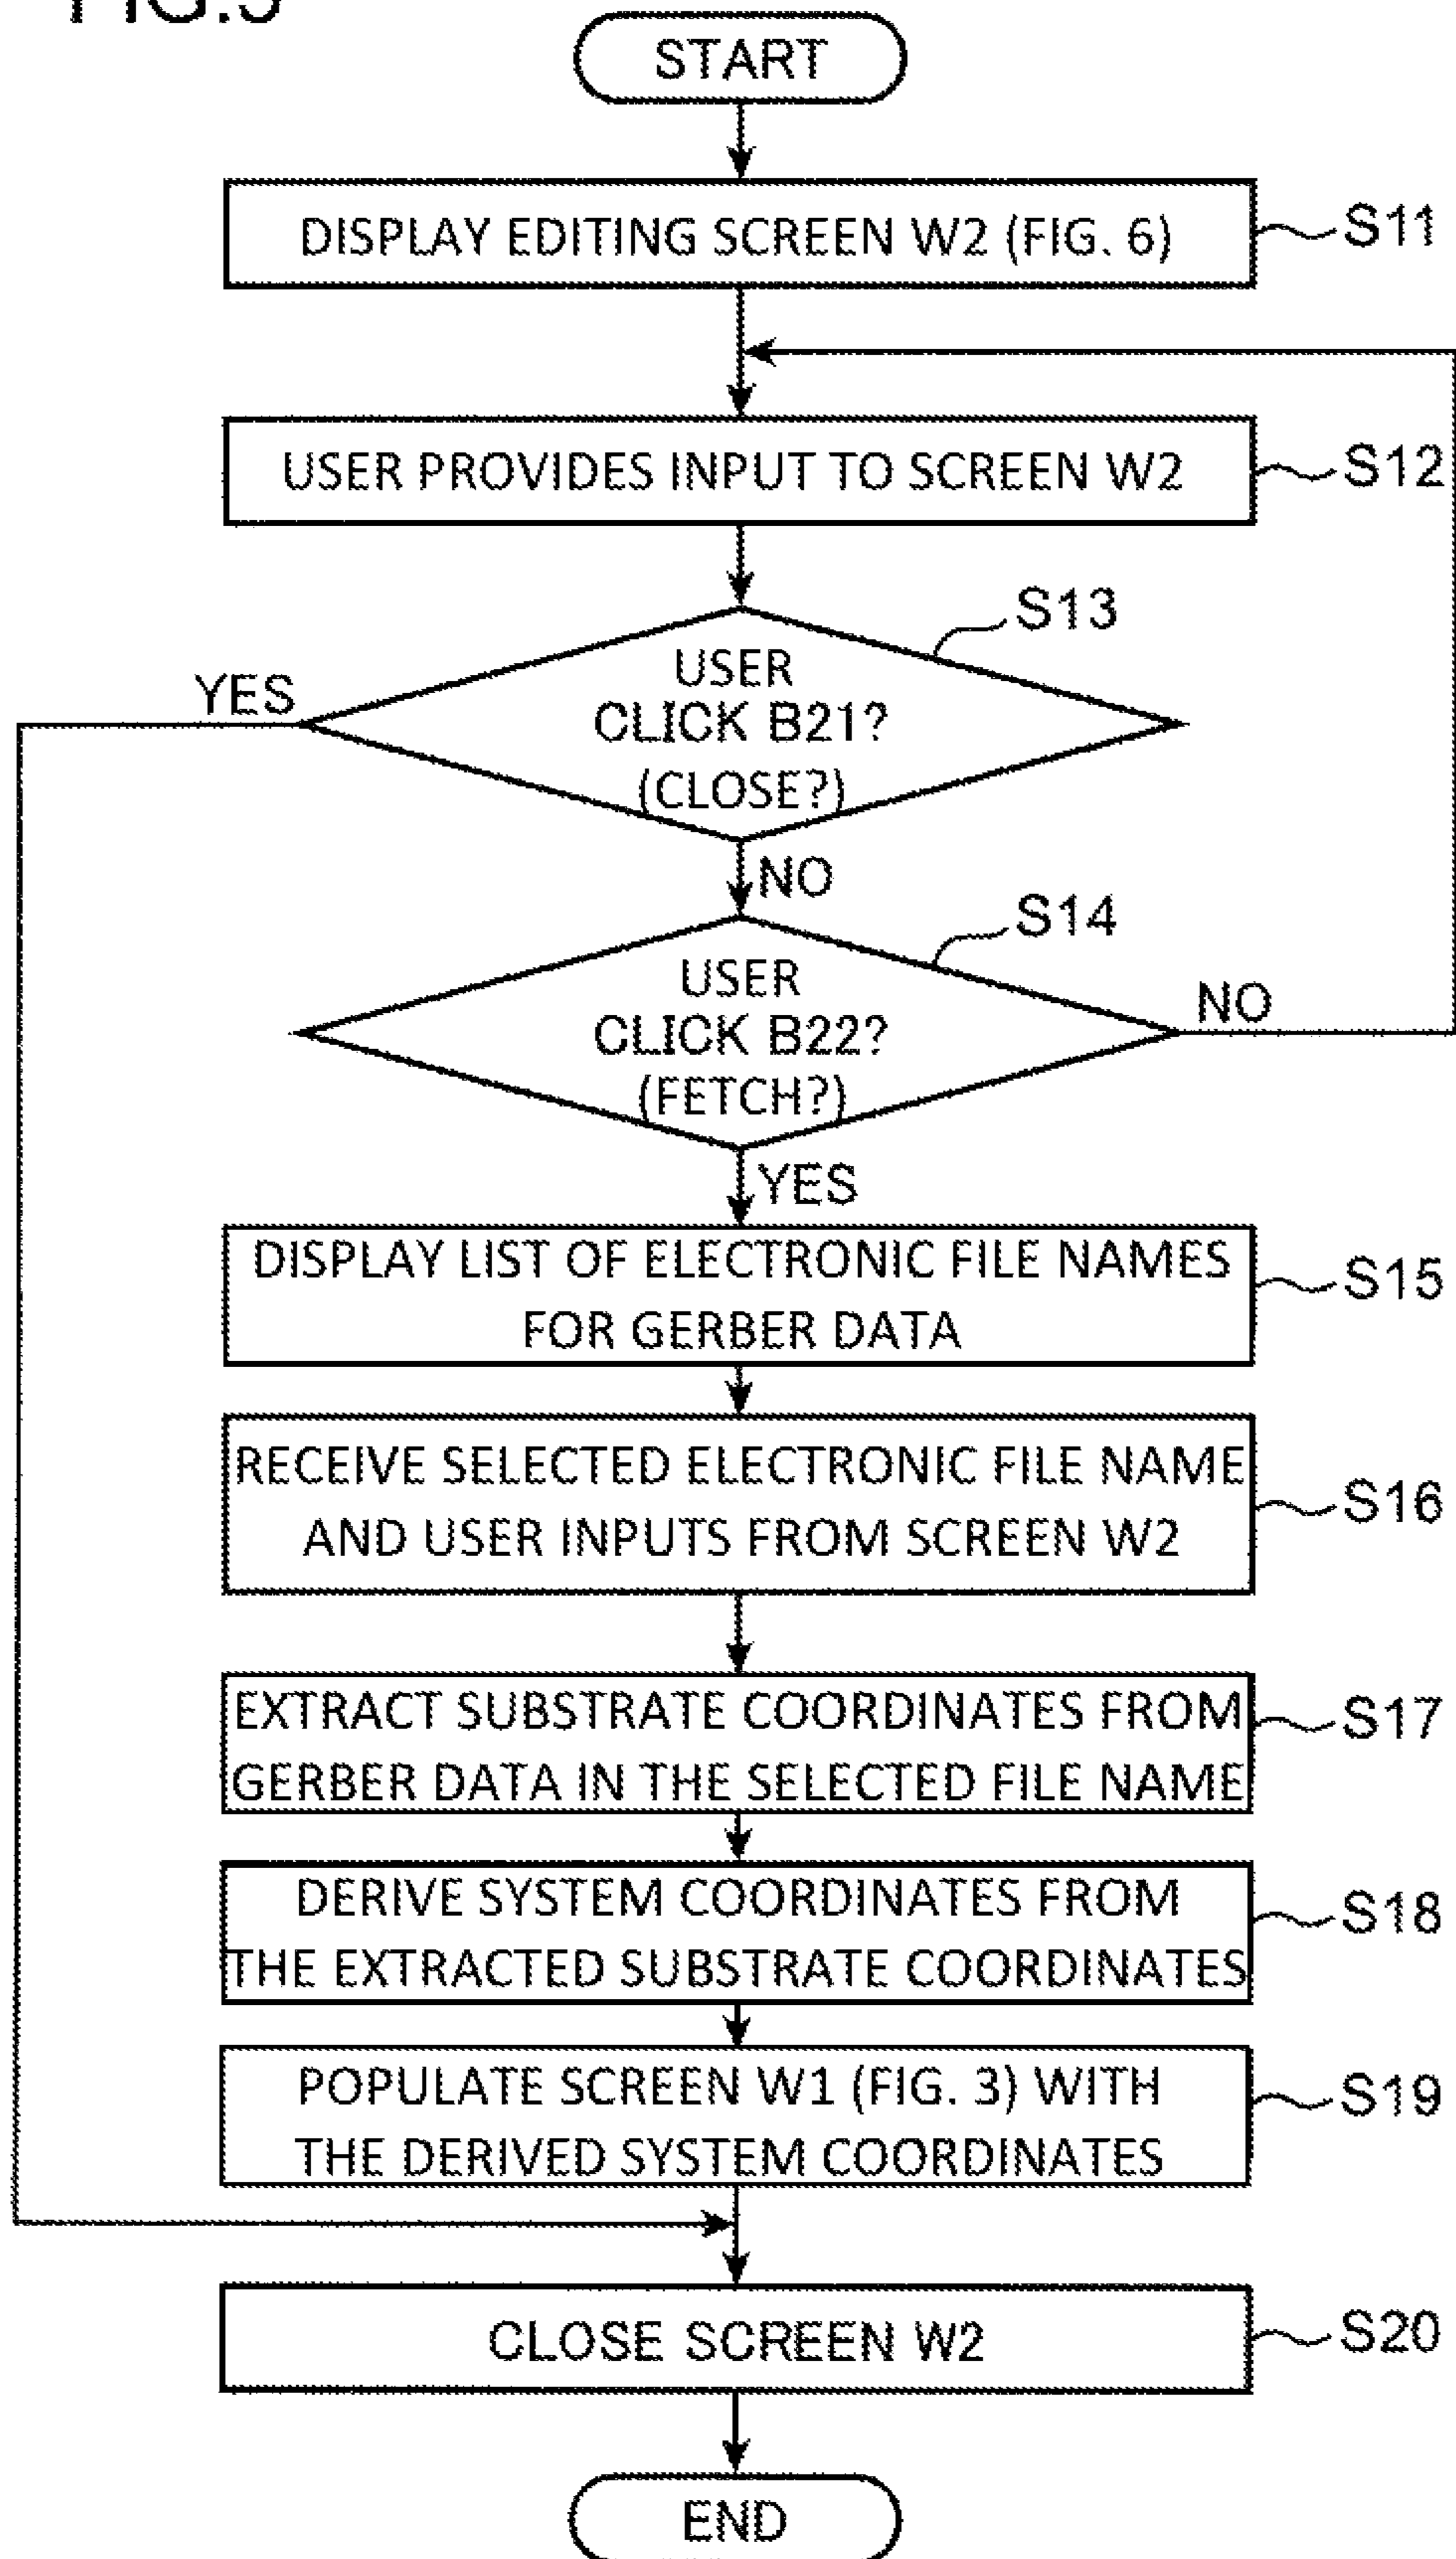 FIG.5
START
DISPLAY EDITING SCREEN W2 (FIG. 6)
S11
USER PROVIDES INPUT TO SCREEN W2
S12
S13
USER
CLICK B21?
(CLOSE?)
YES
NO
S14
USER
CLICK B22?
(FETCH?)
NO
YES
DISPLAY LIST OF ELECTRONIC FILE NAMES
FOR GERBER DATA
S15
RECEIVE SELECTED ELECTRONIC FILE NAME
AND USER INPUTS FROM SCREEN W2
S16
EXTRACT SUBSTRATE COORDINATES FROM
GERBER DATA IN THE SELECTED FILE NAME
S17
DERIVE SYSTEM COORDINATES FROM
THE EXTRACTED SUBSTRATE COORDINATES
S18
POPULATE SCREEN W1 (FIG. 3) WITH
THE DERIVED SYSTEM COORDINATES
S19
CLOSE SCREEN W2
S20
END